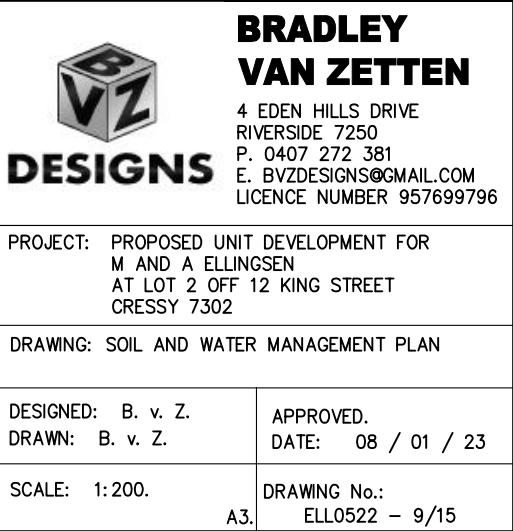 BVZ
DESIGNS
BRADLEY
VAN ZETTEN
4 EDEN HILLS DRIVE
RIVERSIDE 7250
P. 0407 272 381
E. BVZDESIGNS@GMAIL.COM
LICENCE NUMBER 957699796
PROJECT: PROPOSED UNIT DEVELOPMENT FOR
M AND A ELLINGSEN
AT LOT 2 OFF 12 KING STREET
CRESSY 7302
DRAWING: SOIL AND WATER MANAGEMENT PLAN
DESIGNED: B. v. Z.
DRAWN: B. v. Z.
APPROVED.
DATE: 08 / 01 / 23
SCALE: 1:200.
A3.
DRAWING No.:
ELL0522 – 9/15